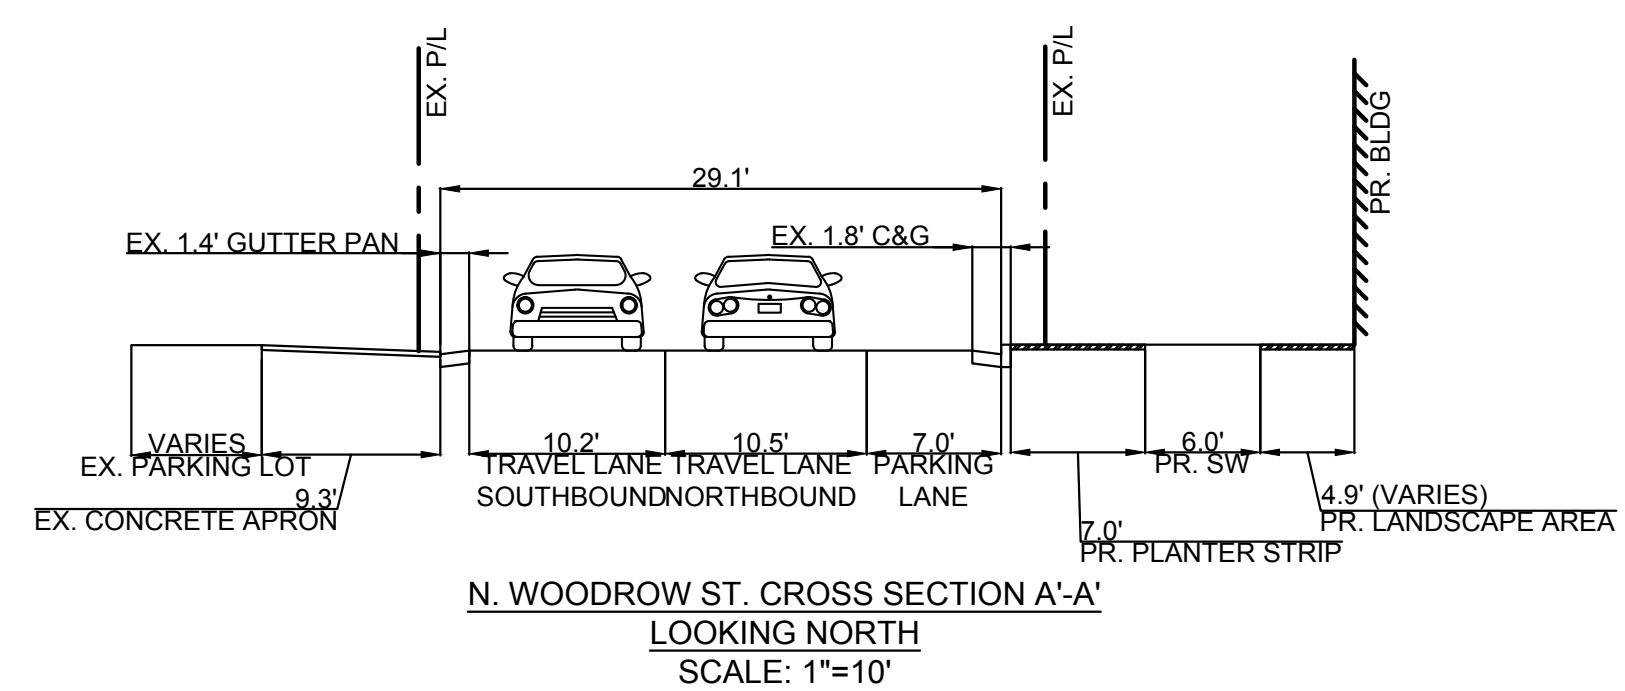 EX. P/L
EX. P/L
PR. BLDG
29.1'
EX. 1.4' GUTTER PAN
EX. 1.8' C&G
VARIES
EX. PARKING LOT
9.3'
EX. CONCRETE APRON
10.2'
TRAVEL LANE
SOUTHBOUND
10.5'
TRAVEL LANE
NORTHBOUND
7.0'
PARKING
LANE
7.0'
PR. PLANTER STRIP
6.0'
PR. SW
4.9' (VARIES)
PR. LANDSCAPE AREA
N. WOODROW ST. CROSS SECTION A'-A'
LOOKING NORTH
SCALE: 1"=10'